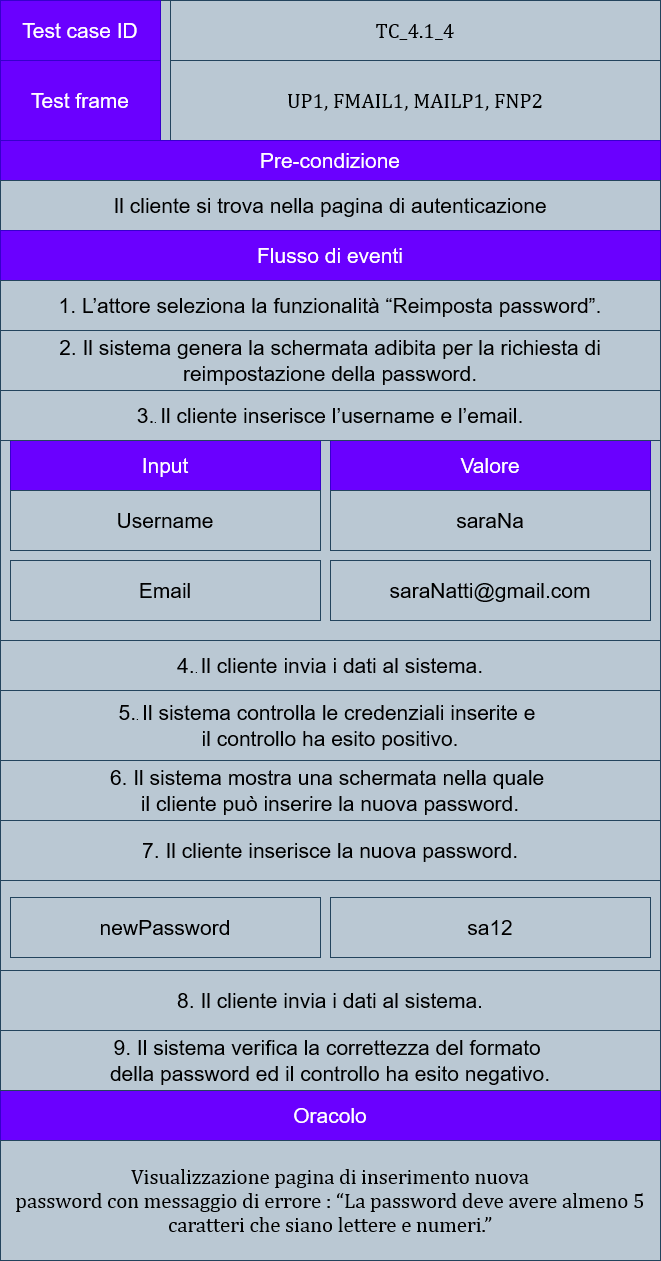 Test case ID
TC_4.1_4
Test frame
UP1, FMAIL1, MAILP1, FNP2
Pre-condizione
Il cliente si trova nella pagina di autenticazione
Flusso di eventi
1. L’attore seleziona la funzionalità “Reimposta password”.
2. Il sistema genera la schermata adibita per la richiesta di
reimpostazione della password.
3.. Il cliente inserisce l’username e l’email.
Input
Valore
Username
saraNa
Email
saraNatti@gmail.com
4.. Il cliente invia i dati al sistema.
5.. Il sistema controlla le credenziali inserite e
il controllo ha esito positivo.
6. Il sistema mostra una schermata nella quale
il cliente può inserire la nuova password.
7. Il cliente inserisce la nuova password.
newPassword
sa12
8. Il cliente invia i dati al sistema.
9. Il sistema verifica la correttezza del formato
della password ed il controllo ha esito negativo.
Oracolo
Visualizzazione pagina di inserimento nuova
password con messaggio di errore : “La password deve avere almeno 5
caratteri che siano lettere e numeri.”